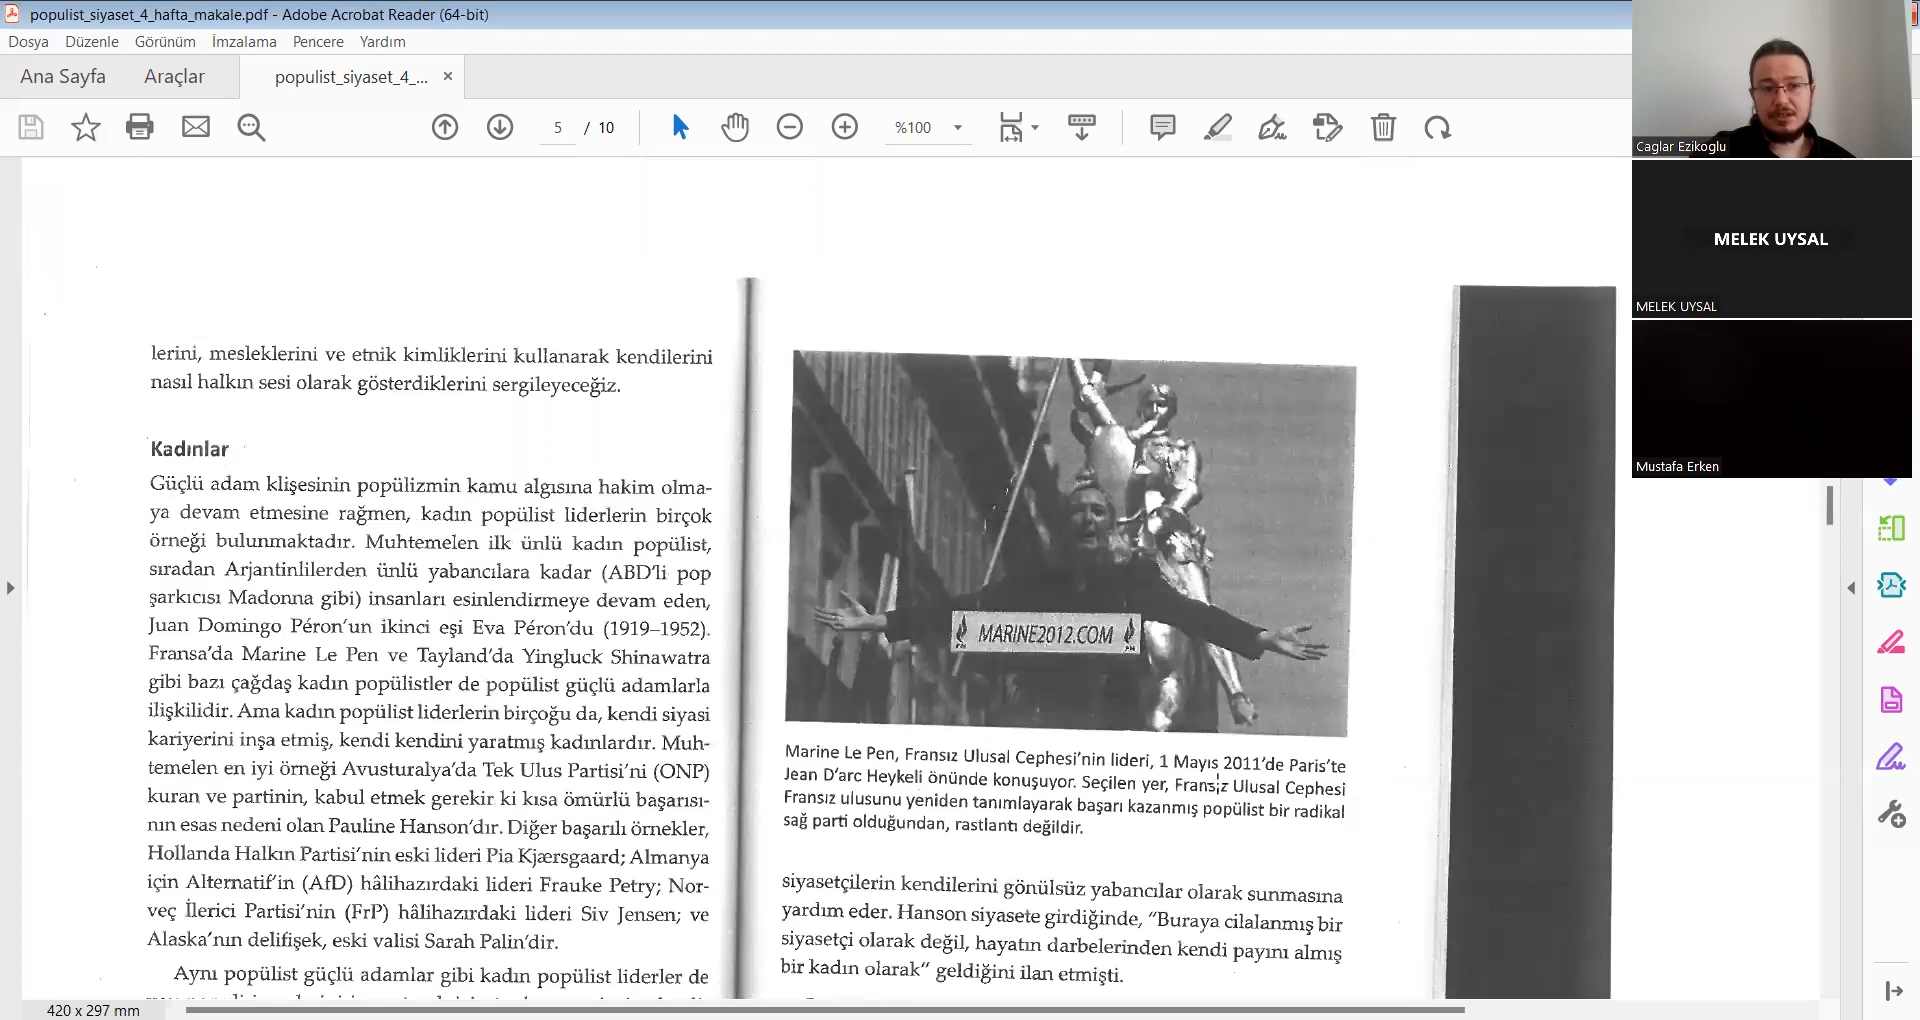 populist_siyaset_4_hafta_makale.pdf - Adobe Acrobat Reader (64-bit)
Dosya Düzenle Görünüm İmzalama Pencere Yardım
Ana Sayfa Araçlar populist_siyaset_4_... ×
5 / 10 %100
Caglar Ezikoglu
MELEK UYSAL
MELEK UYSAL
Mustafa Erken
lerini, mesleklerini ve etnik kimliklerini kullanarak kendilerini
nasıl halkın sesi olarak gösterdiklerini sergileyeceğiz.
Kadınlar
Güçlü adam klişesinin popülizmin kamu algısına hakim olma-
ya devam etmesine rağmen, kadın popülist liderlerin birçok
örneği bulunmaktadır. Muhtemelen ilk ünlü kadın popülist,
sıradan Arjantinlilerden ünlü yabancılara kadar (ABD'li pop
şarkıcısı Madonna gibi) insanları esinlendirmeye devam eden,
Juan Domingo Péron'un ikinci eşi Eva Péron'du (1919–1952).
Fransa'da Marine Le Pen ve Tayland'da Yingluck Shinawatra
gibi bazı çağdaş kadın popülistler de popülist güçlü adamlarla
ilişkilidir. Ama kadın popülist liderlerin birçoğu da, kendi siyasi
kariyerini inşa etmiş, kendi kendini yaratmış kadınlardır. Muh-
temelen en iyi örneği Avusturalya'da Tek Ulus Partisi'ni (ONP)
kuran ve partinin, kabul etmek gerekir ki kısa ömürlü başarısı-
nın esas nedeni olan Pauline Hanson'dır. Diğer başarılı örnekler,
Hollanda Halkın Partisi'nin eski lideri Pia Kjærsgaard; Almanya
için Alternatif'in (AfD) hâlihazırdaki lideri Frauke Petry; Nor-
veç İlerici Partisi'nin (FrP) hâlihazırdaki lideri Siv Jensen; ve
Alaska'nın delifişek, eski valisi Sarah Palin'dir.
Aynı popülist güçlü adamlar gibi kadın popülist liderler de
MARINE2012.COM
FN FN
Marine Le Pen, Fransız Ulusal Cephesi'nin lideri, 1 Mayıs 2011'de Paris'te
Jean D'arc Heykeli önünde konuşuyor. Seçilen yer, Fransız Ulusal Cephesi
Fransız ulusunu yeniden tanımlayarak başarı kazanmış popülist bir radikal
sağ parti olduğundan, rastlantı değildir.
siyasetçilerin kendilerini gönülsüz yabancılar olarak sunmasına
yardım eder. Hanson siyasete girdiğinde, "Buraya cilalanmış bir
siyasetçi olarak değil, hayatın darbelerinden kendi payını almış
bir kadın olarak" geldiğini ilan etmişti.
420 x 297 mm